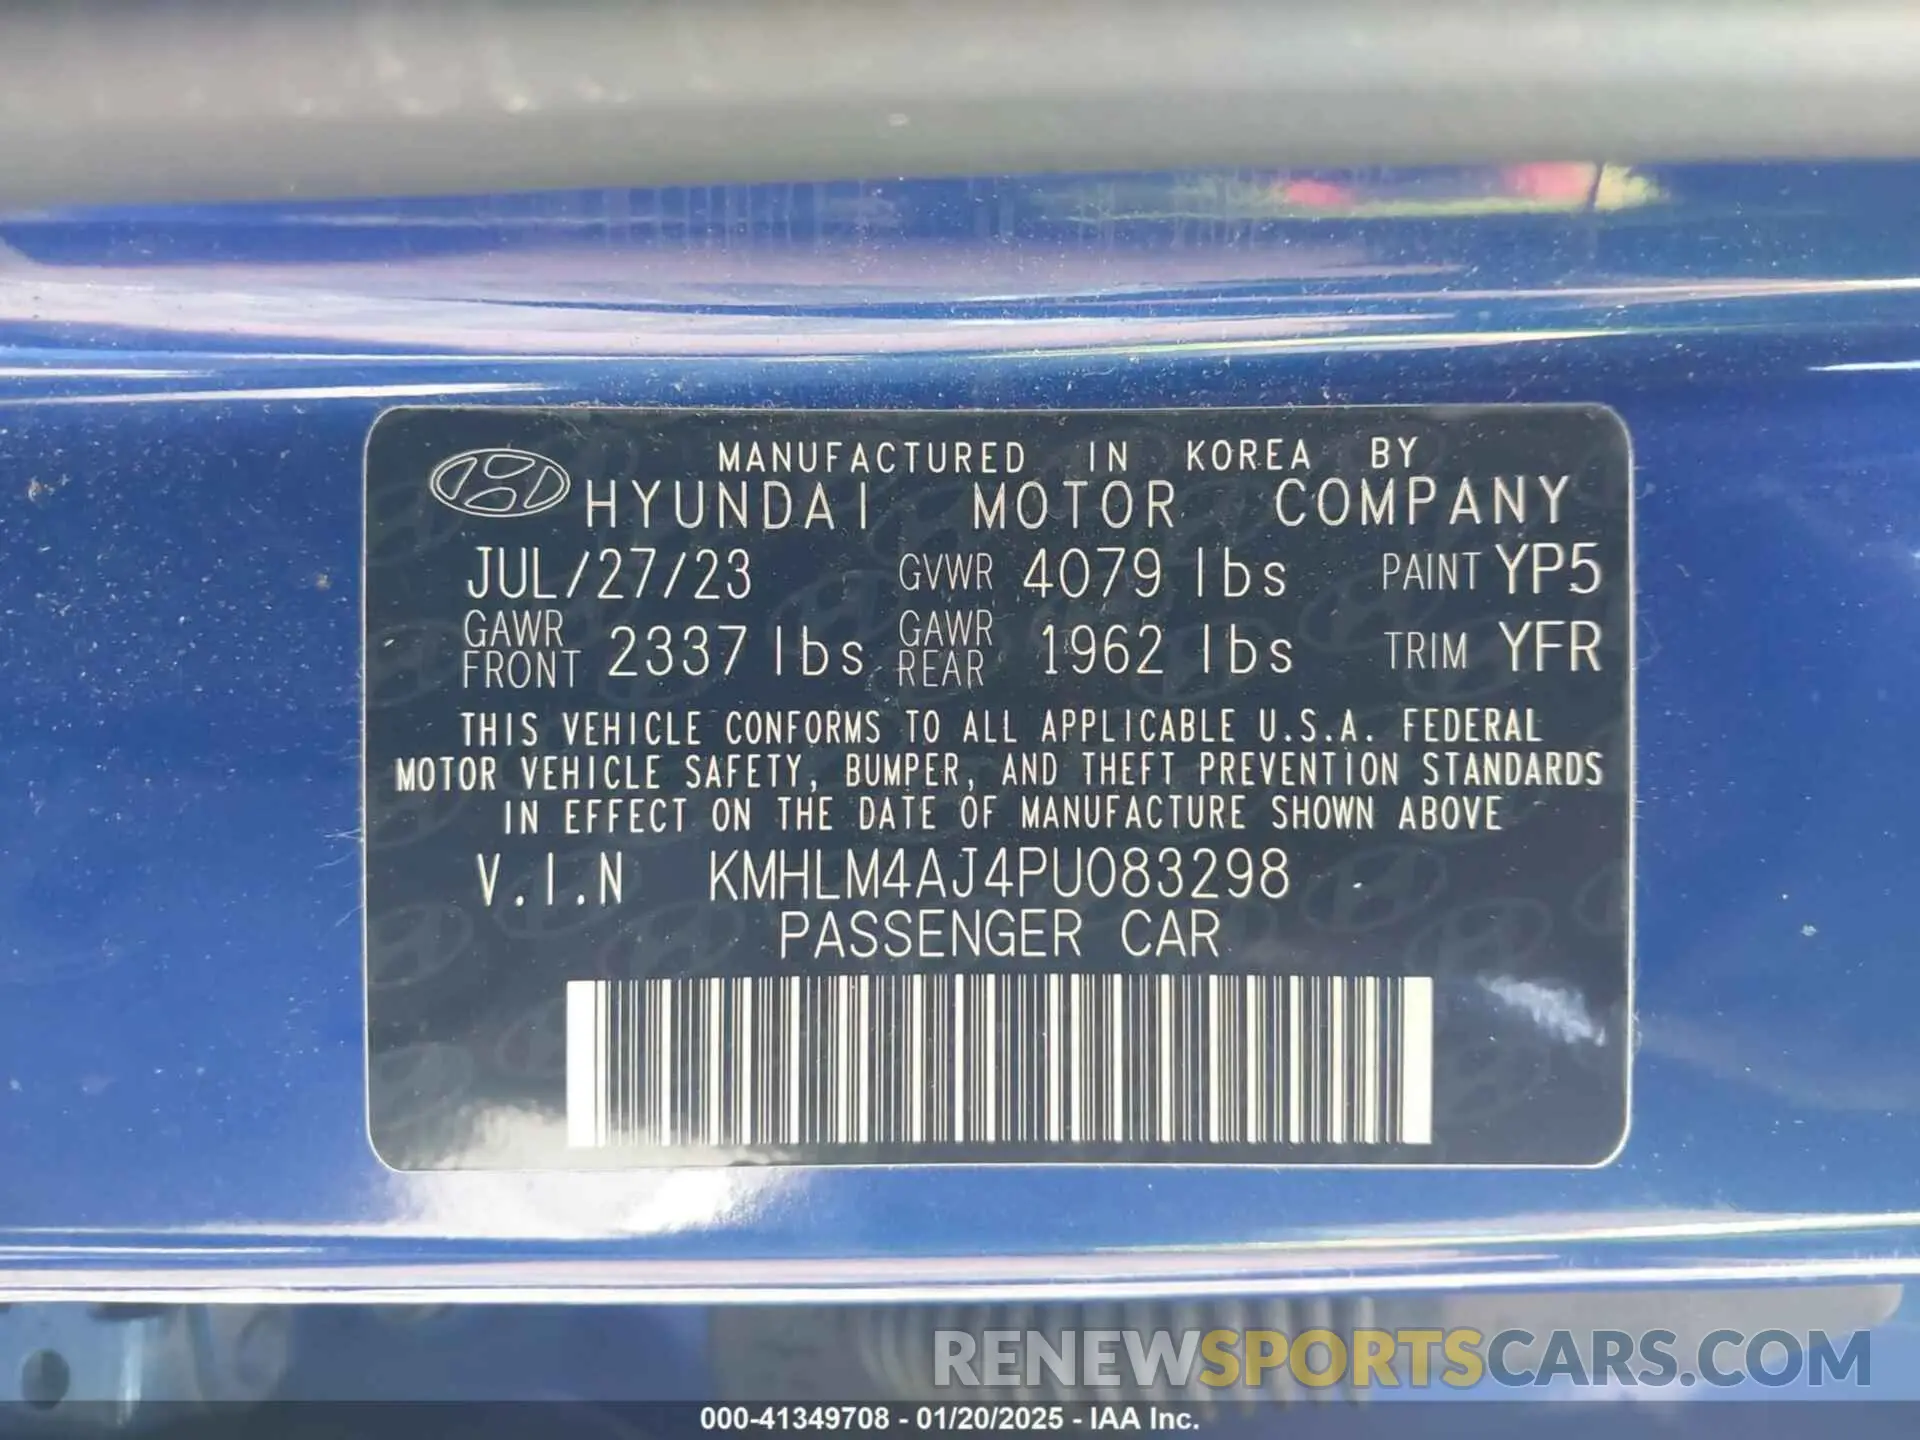 MANUFACTURED IN KOREA BY
HYUNDAI MOTOR COMPANY
JUL/27/23 GVWR 4079 lbs PAINT YP5
GAWR FRONT 2337 lbs GAWR REAR 1962 lbs TRIM YFR
THIS VEHICLE CONFORMS TO ALL APPLICABLE U.S.A. FEDERAL
MOTOR VEHICLE SAFETY, BUMPER, AND THEFT PREVENTION STANDARDS
IN EFFECT ON THE DATE OF MANUFACTURE SHOWN ABOVE
V.I.N KMHLM4AJ4PU083298
PASSENGER CAR
RENEWSPORTSCARS.COM
000-41349708 - 01/20/2025 - IAA Inc.